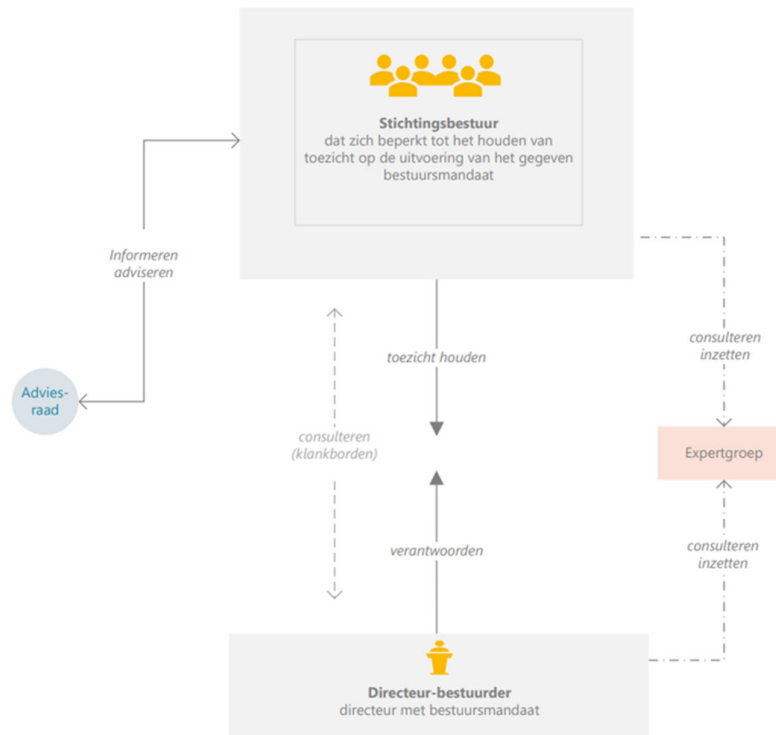 Stichtingsbestuur
dat zich beperkt tot het houden van
toezicht op de uitvoering van het gegeven
bestuursmandaat
Informeren
adviseren
toezicht houden
consulteren
inzetten
Advies-
raad
consulteren
(klankborden)
Expertgroep
verantwoorden
consulteren
inzetten
Directeur-bestuurder
directeur met bestuursmandaat